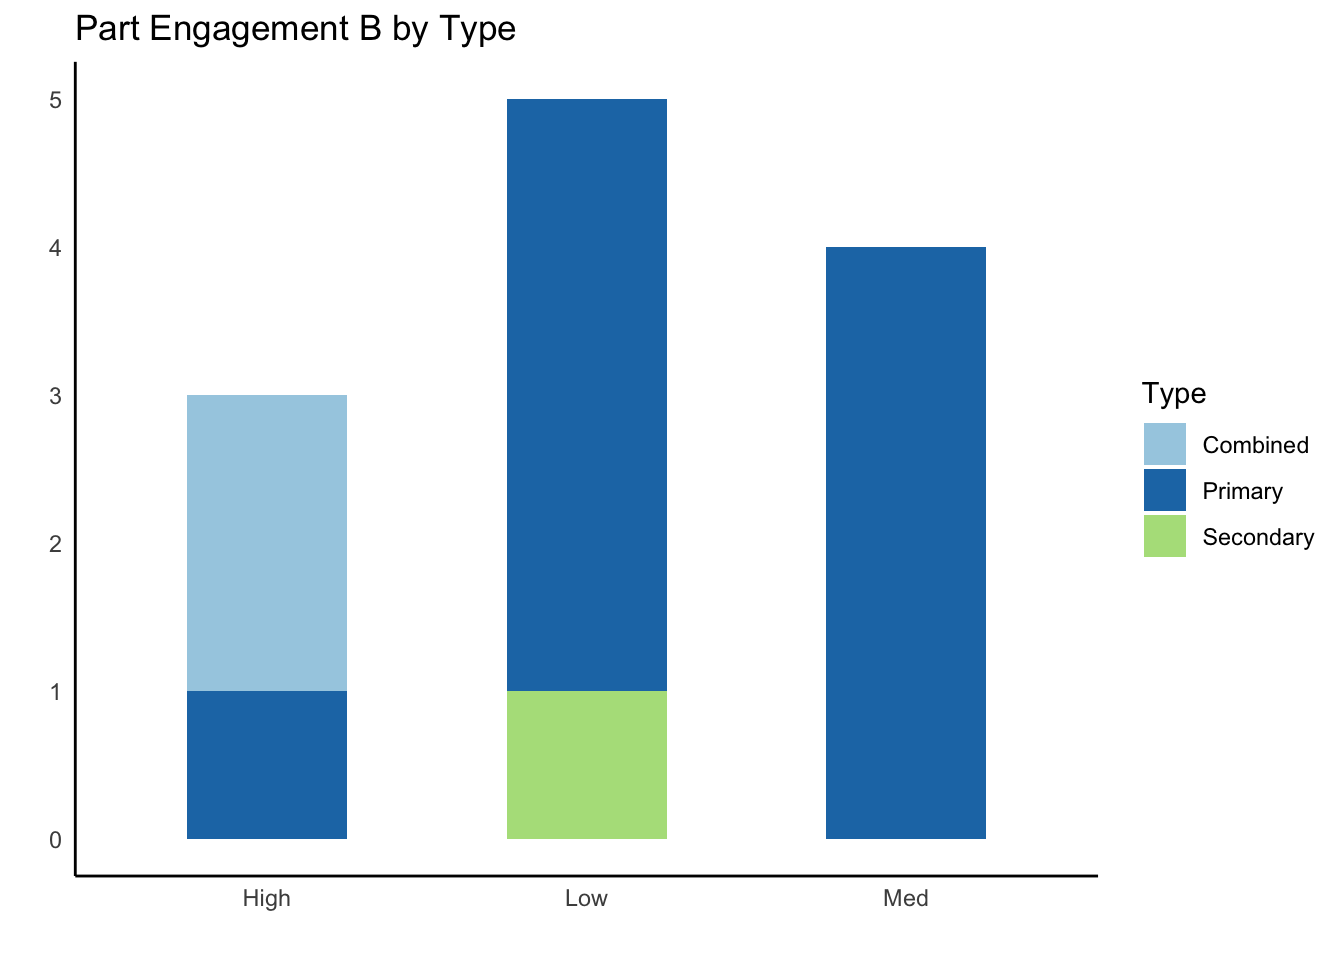 Part Engagement B by Type
5
4
3
2
1
0
High Low Med
Type
Combined
Primary
Secondary